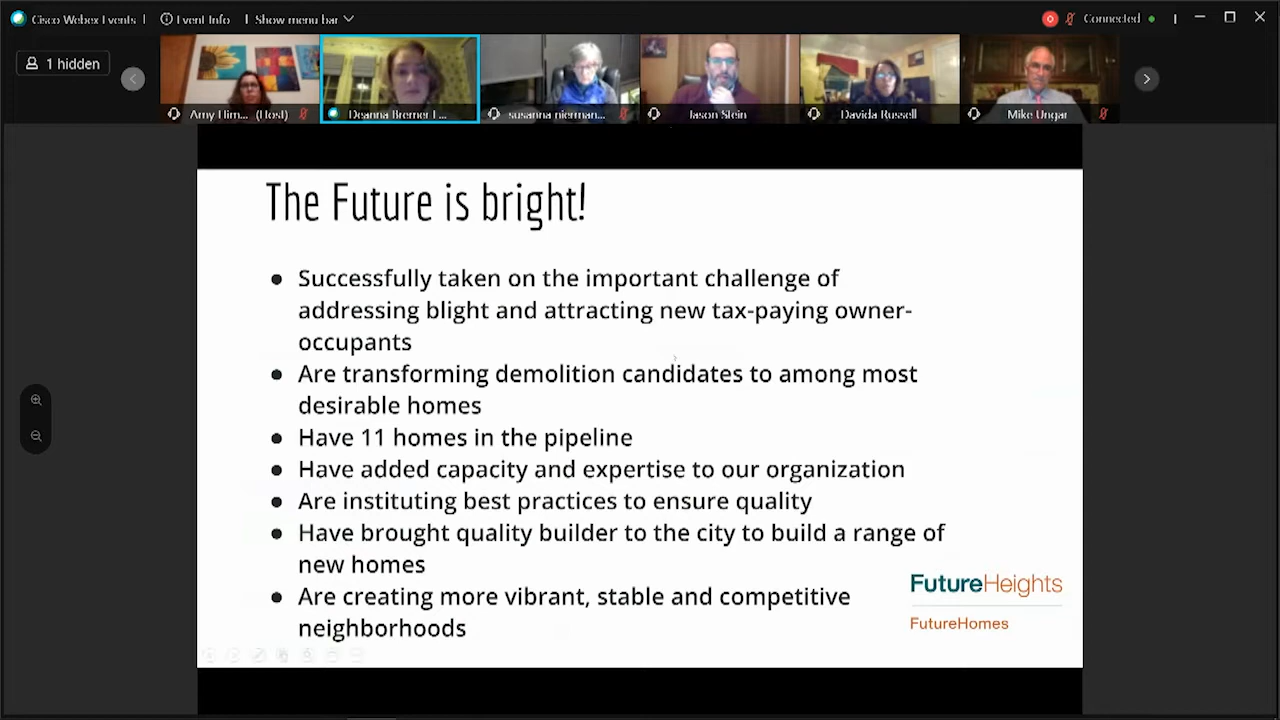 Cisco Webex Events
Event Info
Show menu bar
Connected
1 hidden
Amy Him... (Host)
Deanna Bremer F...
susanna nierman...
Jason Stein
Davida Russell
Mike Ungar
The Future is bright!
● Successfully taken on the important challenge of
addressing blight and attracting new tax-paying owner-
occupants
● Are transforming demolition candidates to among most
desirable homes
● Have 11 homes in the pipeline
● Have added capacity and expertise to our organization
● Are instituting best practices to ensure quality
● Have brought quality builder to the city to build a range of
new homes
● Are creating more vibrant, stable and competitive
neighborhoods
FutureHeights
FutureHomes